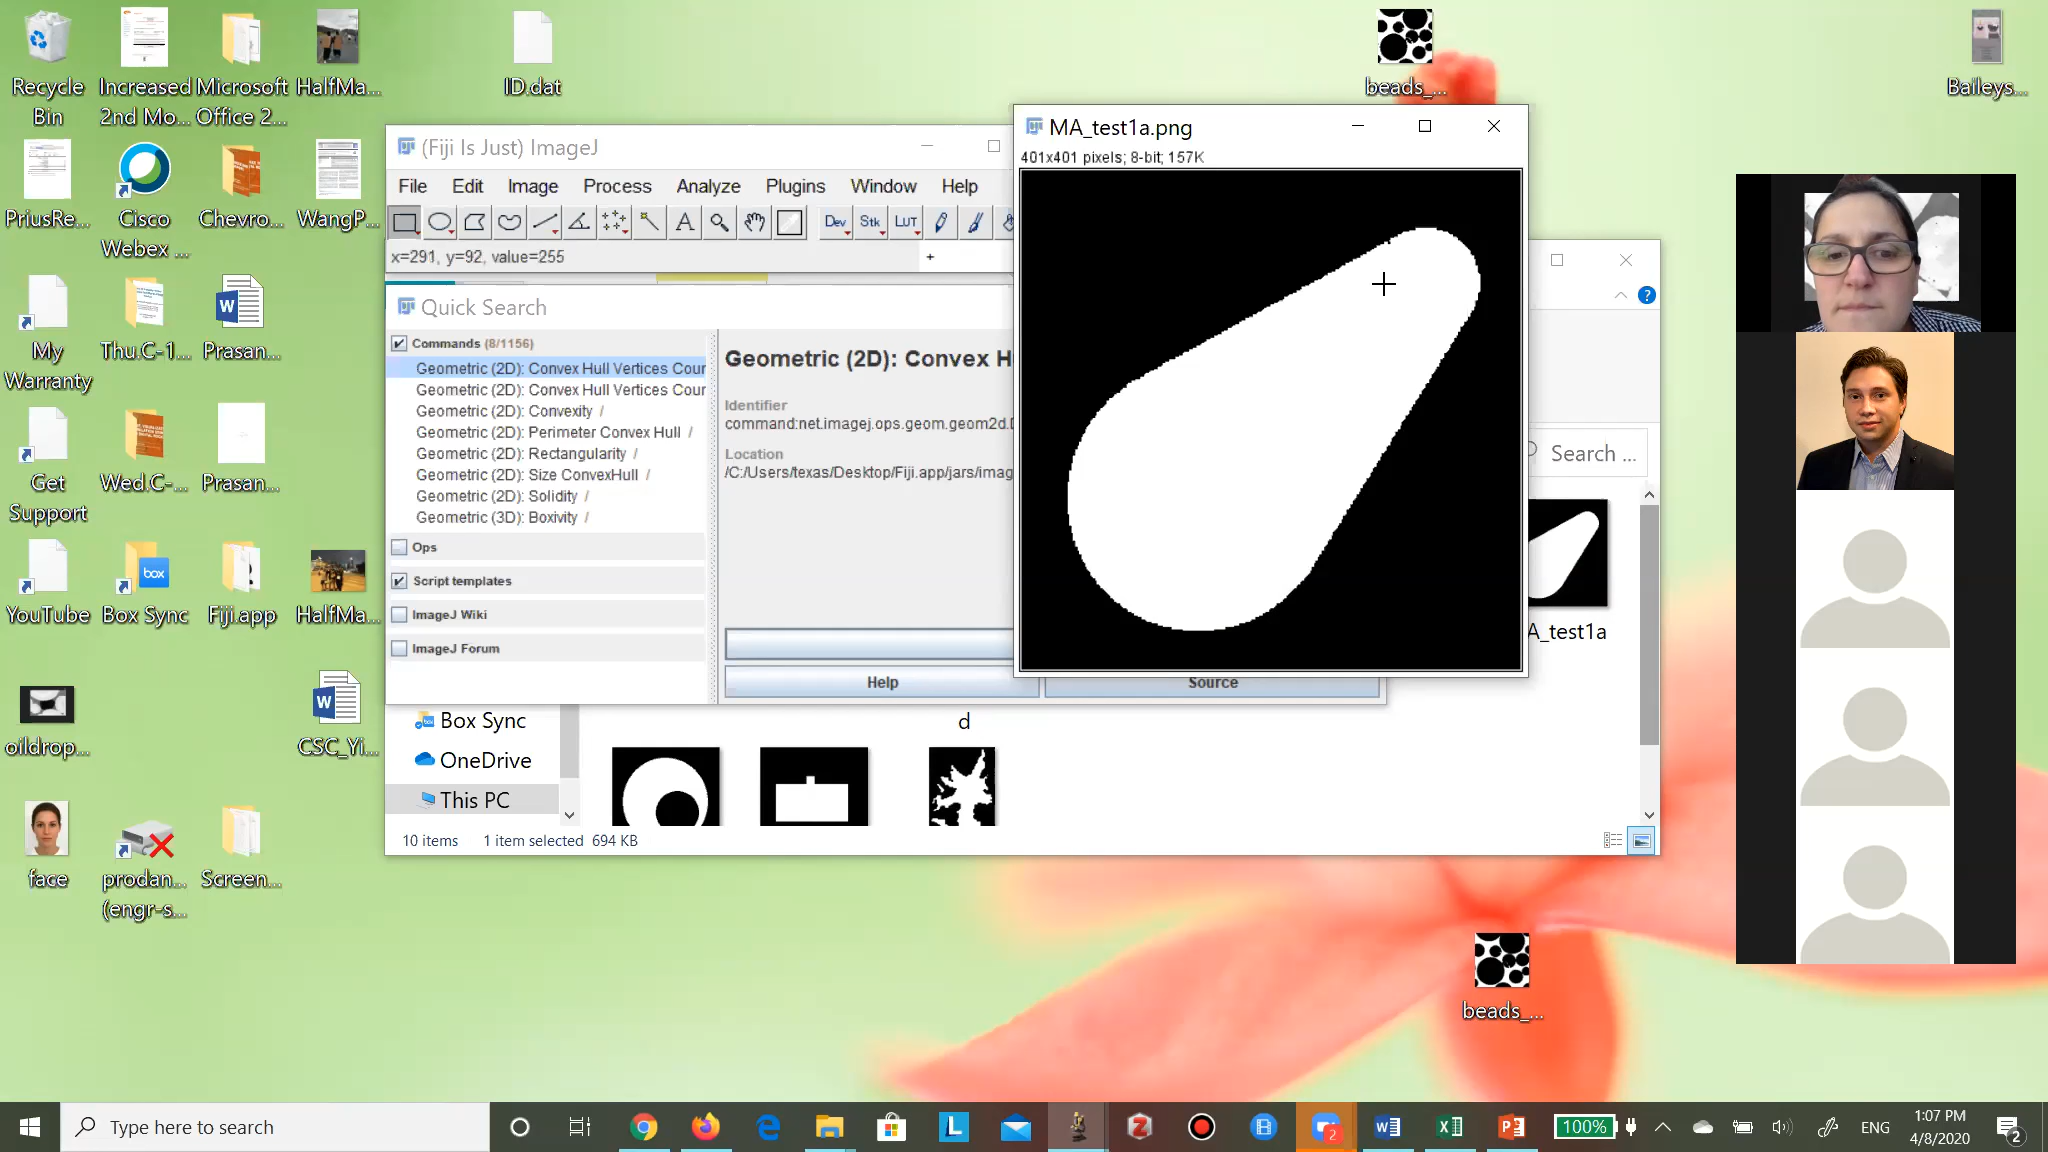 Recycle
Bin
Increased
2nd Mo...
Microsoft
Office 2...
HalfMa...
ID.dat
beads_...
Baileys...
PriusRe...
Cisco
Webex ...
Chevro...
WangP...
My
Warranty
Thu.C-1...
Prasan...
Get
Support
Wed.C-...
Prasan...
YouTube
Box Sync
box
Fiji.app
HalfMa...
oildrop...
CSC_Yi...
face
prodan...
(engr-s...
Screen...
beads_...
(Fiji Is Just) ImageJ
File Edit Image Process Analyze Plugins Window Help
Dev Stk LUT
x=291, y=92, value=255
Quick Search
Commands (8/1156)
Geometric (2D): Convex Hull Vertices Cour
Geometric (2D): Convex Hull Vertices Cour
Geometric (2D): Convexity /
Geometric (2D): Perimeter Convex Hull /
Geometric (2D): Rectangularity /
Geometric (2D): Size ConvexHull /
Geometric (2D): Solidity /
Geometric (3D): Boxivity /
Ops
Script templates
ImageJ Wiki
ImageJ Forum
Geometric (2D): Convex H
Identifier
command:net.imagej.ops.geom.geom2d.D
Location
/C:/Users/texas/Desktop/Fiji.app/jars/imag
Help
Source
MA_test1a.png
401x401 pixels; 8-bit; 157K
Search ...
A_test1a
Box Sync
OneDrive
This PC
d
10 items 1 item selected 694 KB
Type here to search
100%
ENG
1:07 PM
4/8/2020
2
2